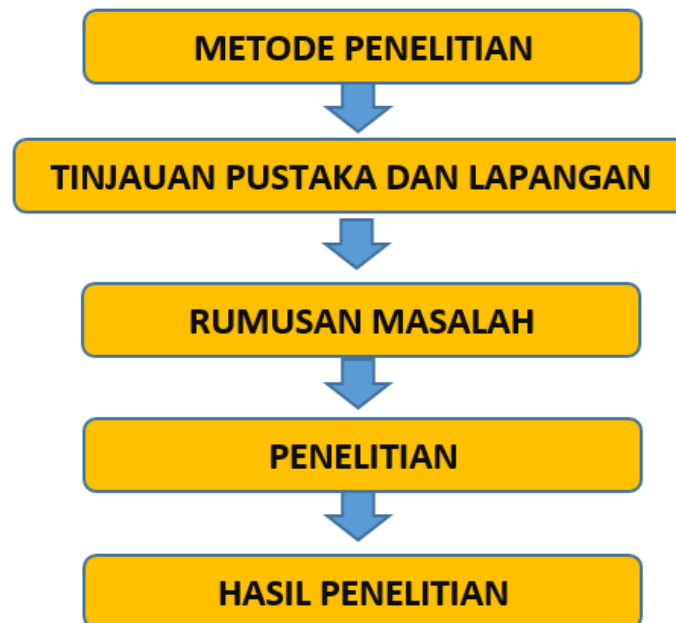 METODE PENELITIAN
TINJAUAN PUSTAKA DAN LAPANGAN
RUMUSAN MASALAH
PENELITIAN
HASIL PENELITIAN